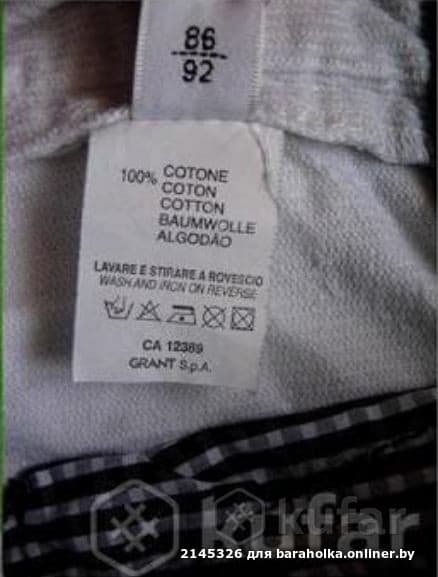 86
92
100% COTONE
COTON
COTTON
BAUMWOLLE
ALGODÃO
LAVARE E STIRARE A ROVESCIO
WASH AND IRON ON REVERSE
CA 12389
GRANT S.p.A.
kufar
kufar
2145326 для baraholka.onliner.by